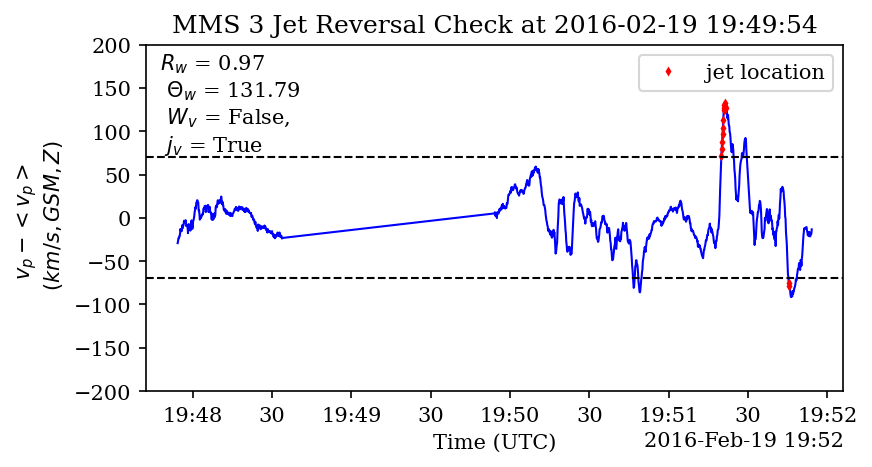 MMS 3 Jet Reversal Check at 2016-02-19 19:49:54
R_w = 0.97
Θ_w = 131.79
W_v = False,
j_v = True
jet location
v_p − < v_p >
(km/s, GSM, Z)
200
150
100
50
0
−50
−100
−150
−200
19:48 30 19:49 30 19:50 30 19:51 30 19:52
Time (UTC)
2016-Feb-19 19:52